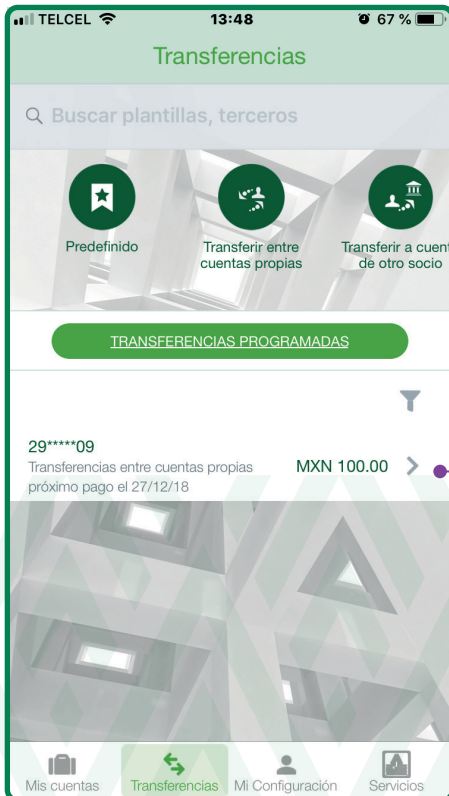 TELCEL 13:48 67 %
Transferencias
Buscar plantillas, terceros
Predefinido
Transferir entre
cuentas propias
Transferir a cuent
de otro socio
TRANSFERENCIAS PROGRAMADAS
29*****09
Transferencias entre cuentas propias
próximo pago el 27/12/18
MXN 100.00
Mis cuentas Transferencias Mi Configuración Servicios